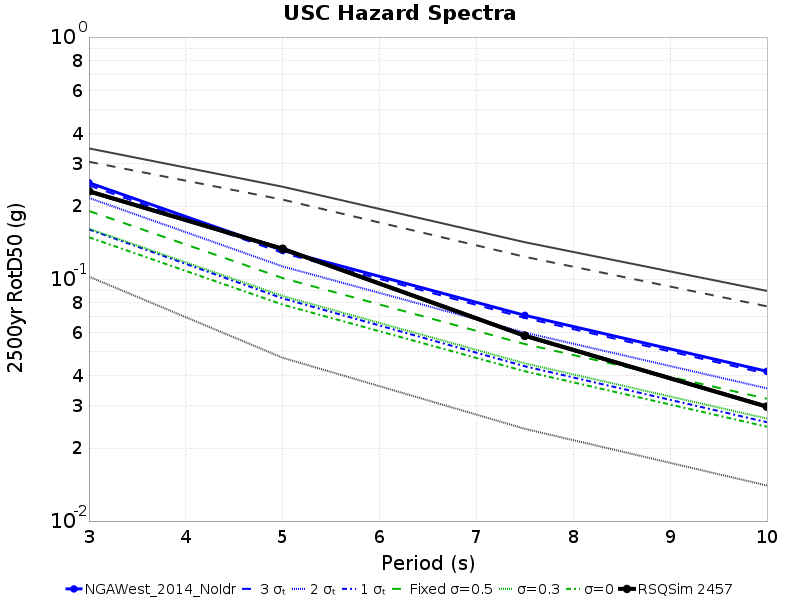 USC Hazard Spectra
2500yr RotD50 (g)
10^0
8
6
4
3
2
10^-1
8
6
4
3
2
10^-2
3 4 5 6 7 8 9 10
Period (s)
NGAWest_2014_NoIdr 3 σₜ 2 σₜ 1 σₜ Fixed σ=0.5 σ=0.3 σ=0 RSQSim 2457